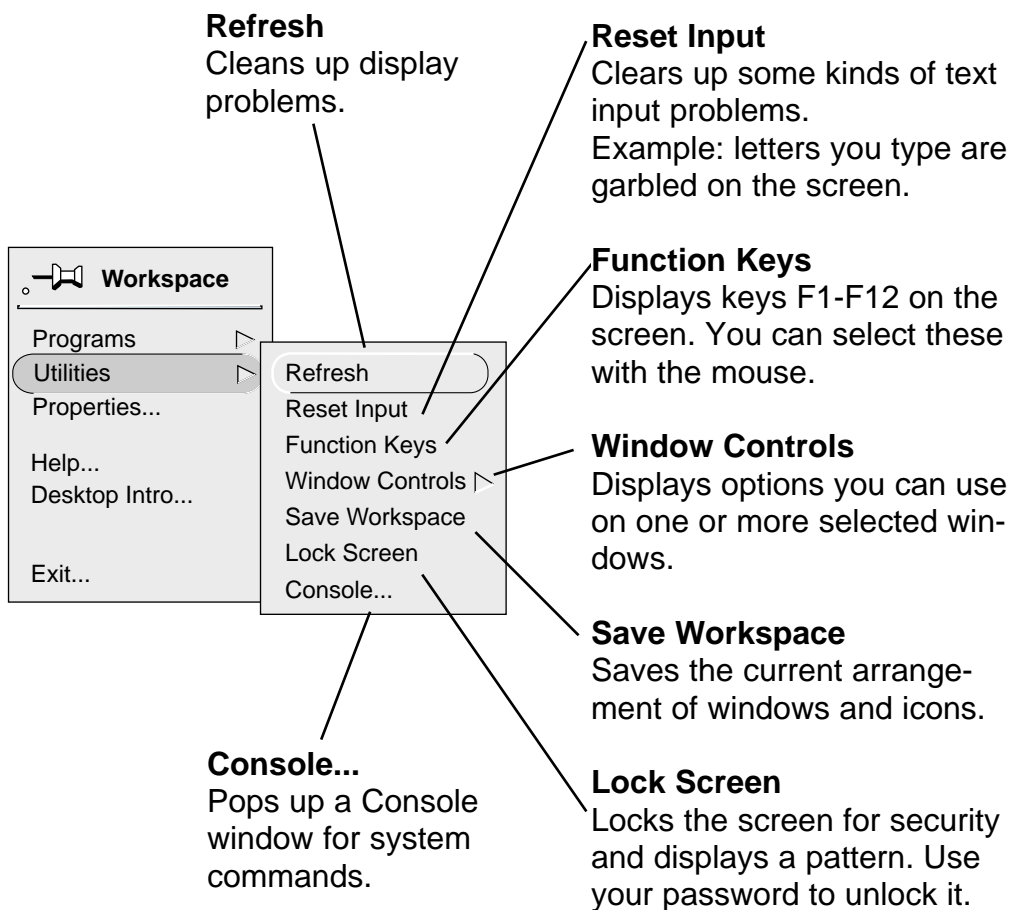 Refresh
Cleans up display
problems.
Reset Input
Clears up some kinds of text
input problems.
Example: letters you type are
garbled on the screen.
Workspace
Programs
Utilities
Properties...
Help...
Desktop Intro...
Exit...
Refresh
Reset Input
Function Keys
Window Controls
Save Workspace
Lock Screen
Console...
Function Keys
Displays keys F1-F12 on the
screen. You can select these
with the mouse.
Window Controls
Displays options you can use
on one or more selected win-
dows.
Save Workspace
Saves the current arrange-
ment of windows and icons.
Console...
Pops up a Console
window for system
commands.
Lock Screen
Locks the screen for security
and displays a pattern. Use
your password to unlock it.